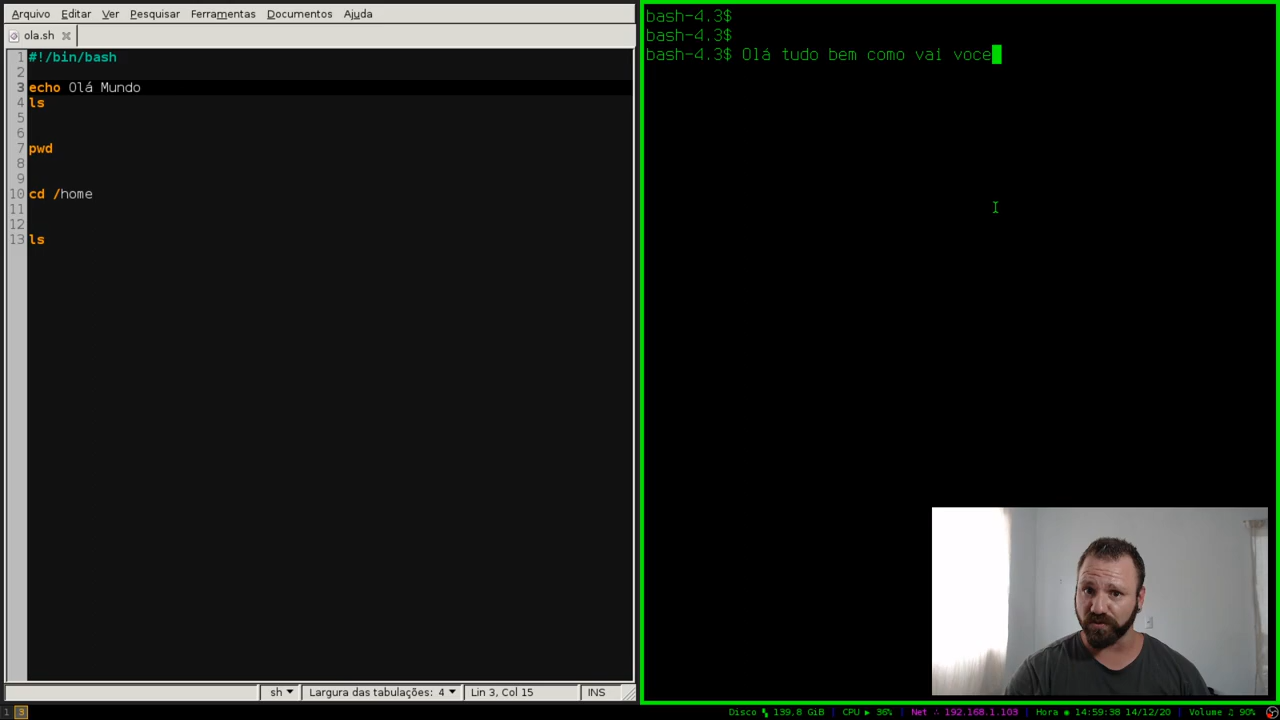 Arquivo Editar Ver Pesquisar Ferramentas Documentos Ajuda
ola.sh
1 #!/bin/bash
2
3 echo Olá Mundo
4 ls
5
6
7 pwd
8
9
10 cd /home
11
12
13 ls
sh Largura das tabulações: 4 Lin 3, Col 15 INS
bash-4.3$
bash-4.3$
bash-4.3$ Olá tudo bem como vai voce
1 3 Disco 139,8 GiB | CPU ▶ 36% | Net 192.168.1.103 | Hora 14:59:38 14/12/20 | Volume ♫ 90%